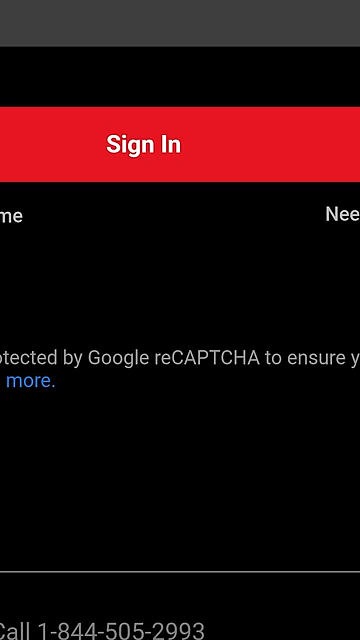 Sign In
me
Nee
otected by Google reCAPTCHA to ensure y
more.
Call 1-844-505-2993